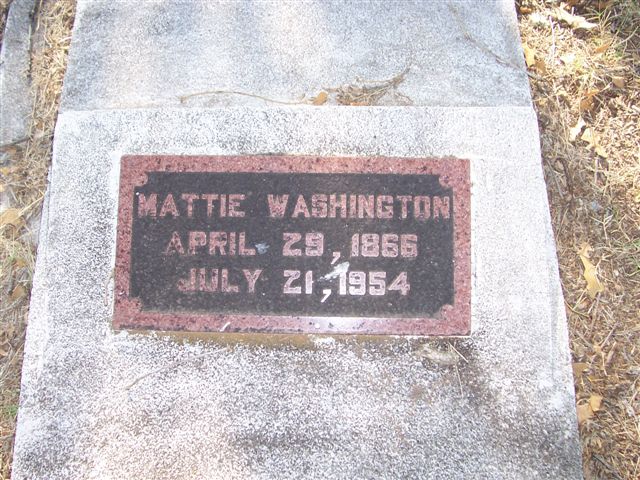 MATTIE WASHINGTON
APRIL 29, 1866
JULY 21, 1954